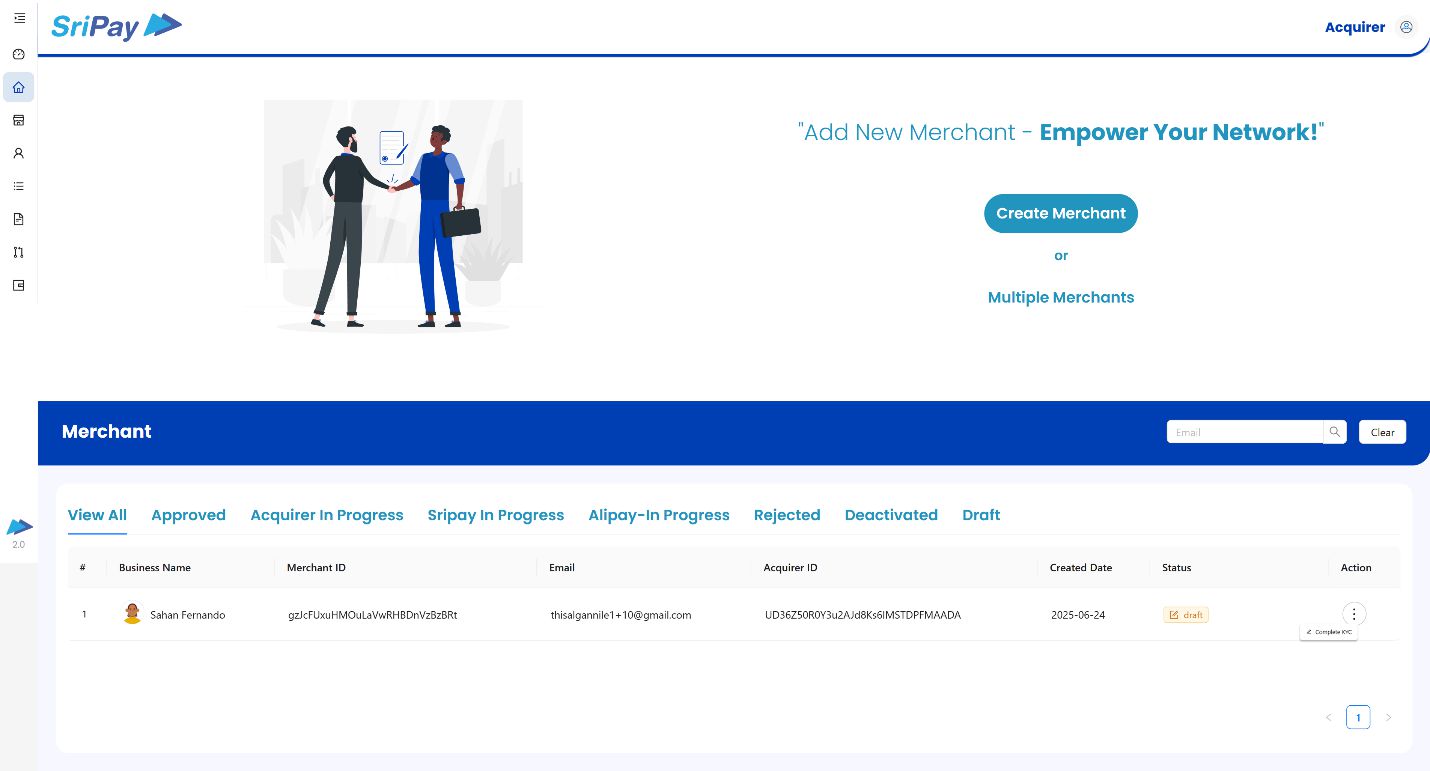 SriPay
Acquirer
"Add New Merchant - Empower Your Network!"
Create Merchant
or
Multiple Merchants
Merchant
Email
Clear
View All Approved Acquirer In Progress Sripay In Progress Alipay-In Progress Rejected Deactivated Draft
2.0
# Business Name Merchant ID Email Acquirer ID Created Date Status Action
1 Sahan Fernando gzJcFUxuHMOuLaVwRHBDnVzBzBRt thisalgannile1+10@gmail.com UD36Z50R0Y3u2AJd8Ks6IMSTDPFMAADA 2025-06-24 draft
Complete KYC
1